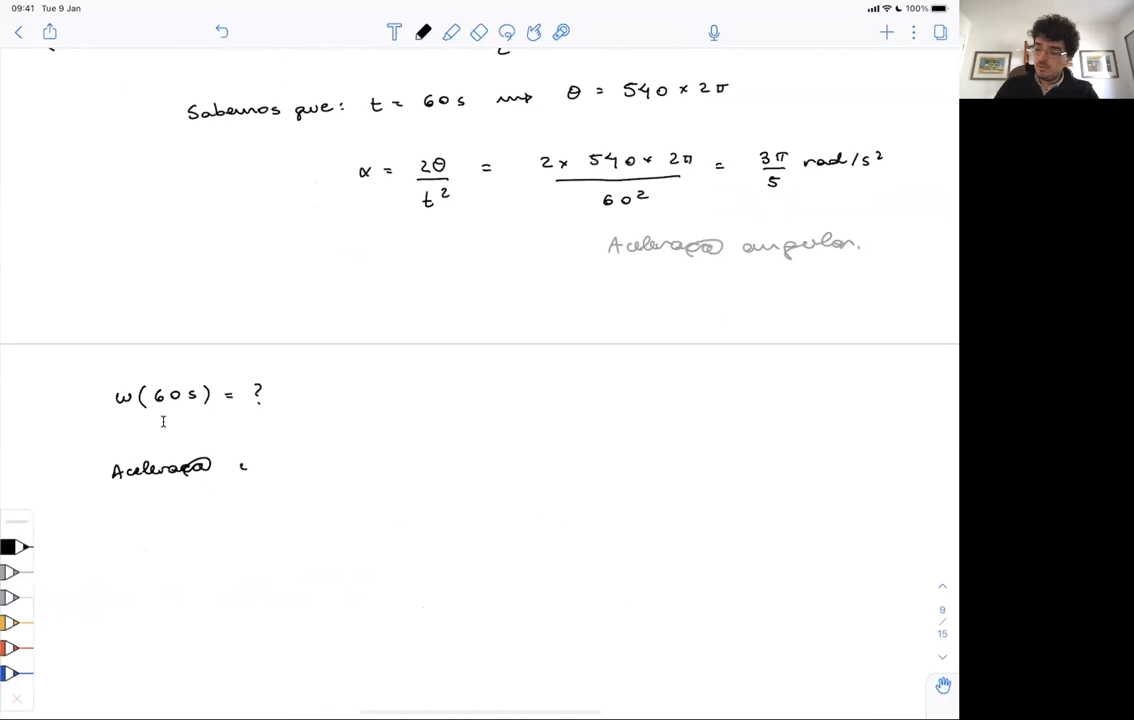 09:41 Tue 9 Jan 100%
T
Sabemos que: t = 60 s ⟿ θ = 540 × 2π
α = 2θ / t² = 2 × 540 × 2π / 60² = 3π / 5 rad/s²
Aceleração angular.
ω(60s) = ?
Aceleração c
9
/
15